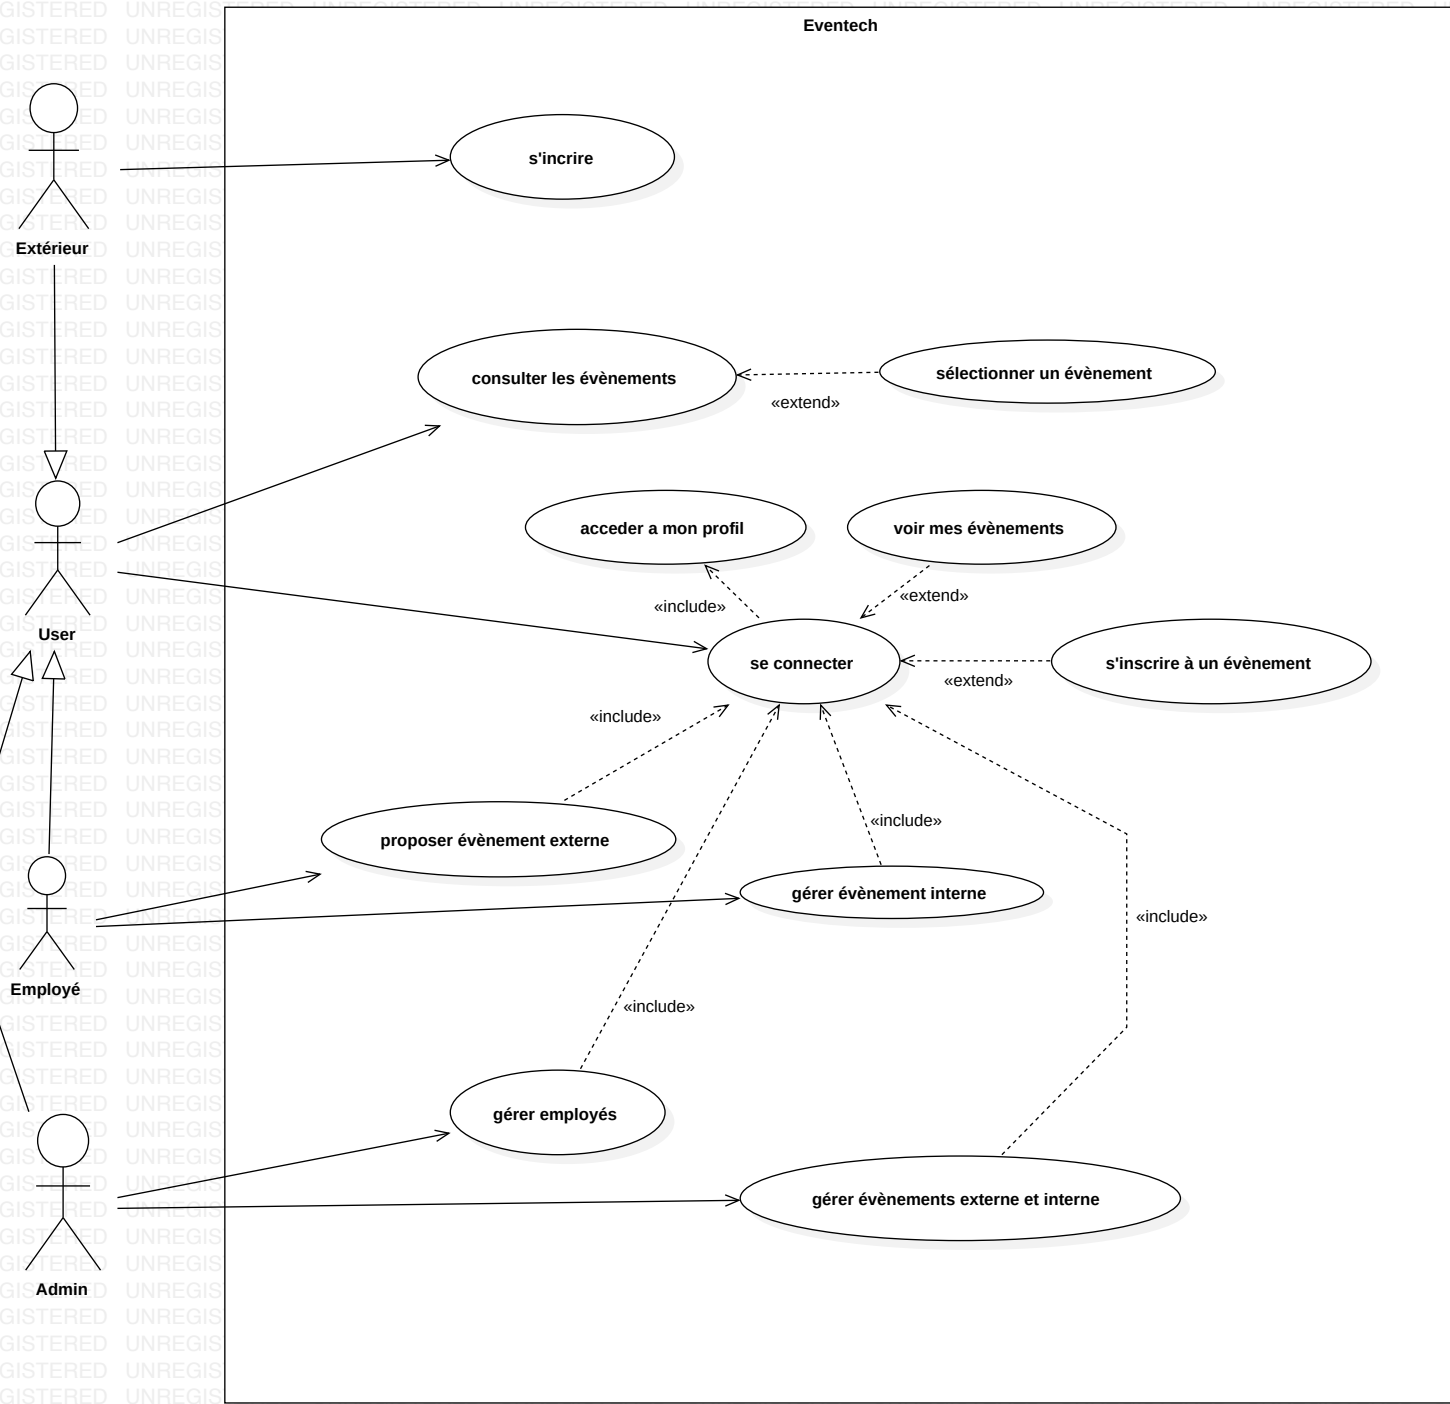 Eventech
s'incrire
Extérieur
consulter les évènements
sélectionner un évènement
«extend»
acceder a mon profil
voir mes évènements
«include»
«extend»
User
se connecter
s'inscrire à un évènement
«extend»
«include»
proposer évènement externe
«include»
gérer évènement interne
«include»
Employé
«include»
gérer employés
gérer évènements externe et interne
Admin
UNREGISTERED